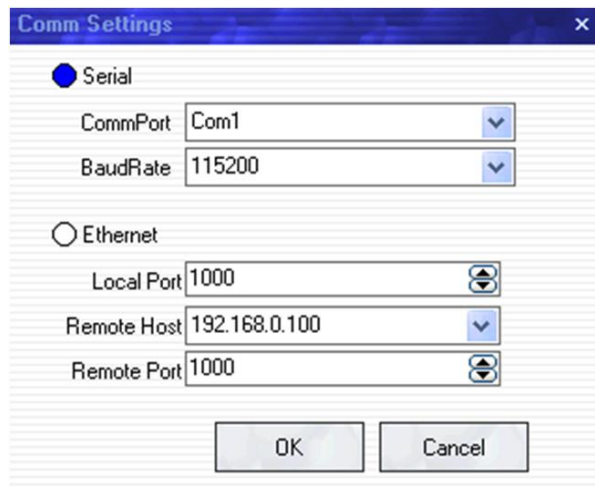 Comm Settings
Serial
CommPort Com1
BaudRate 115200
Ethernet
Local Port 1000
Remote Host 192.168.0.100
Remote Port 1000
OK Cancel